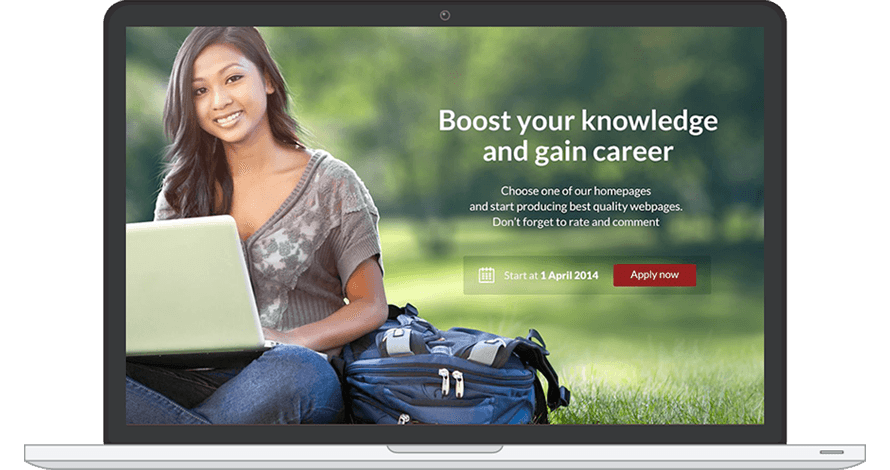 Boost your knowledge
and gain career
Choose one of our homepages
and start producing best quality webpages.
Don't forget to rate and comment
Start at 1 April 2014
Apply now